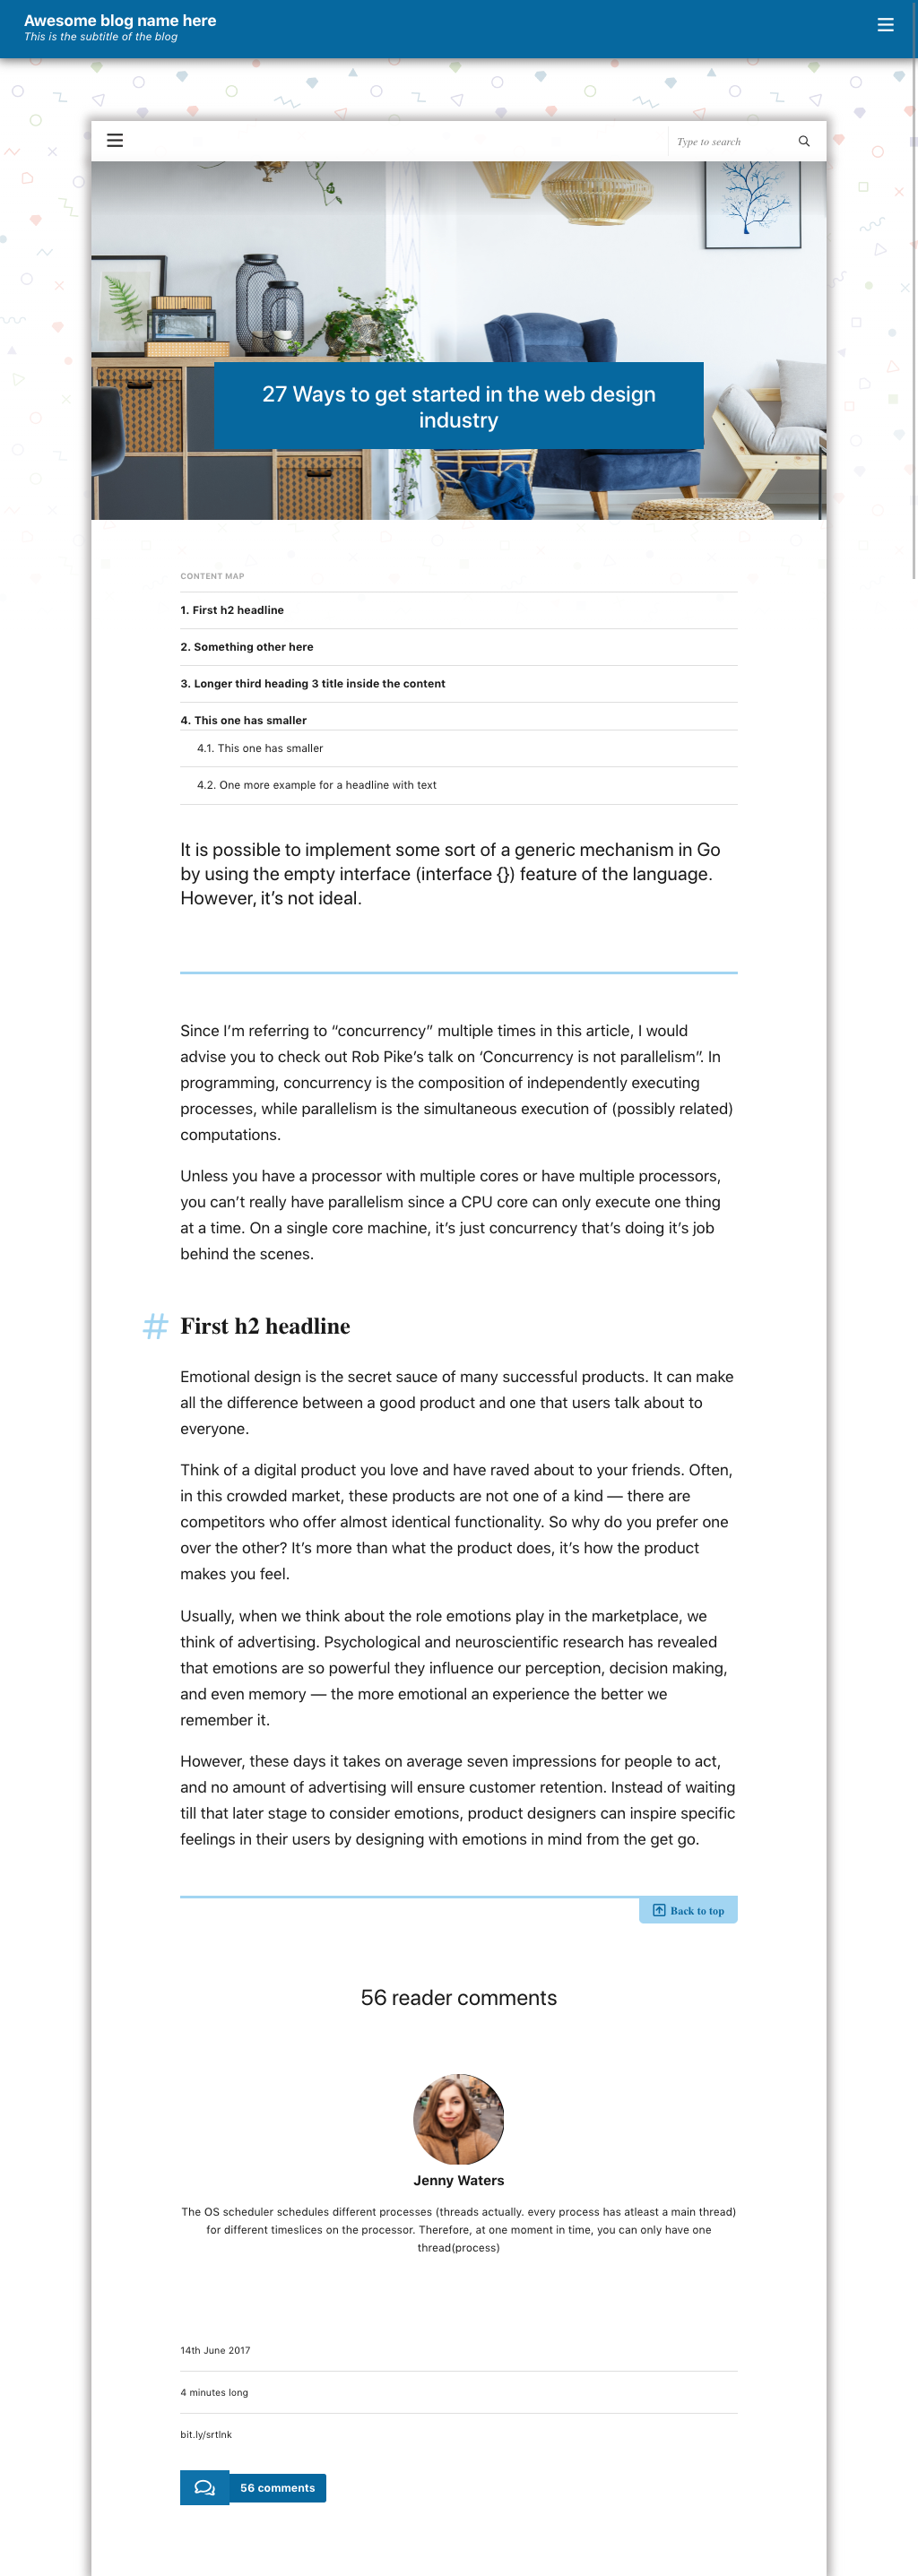 Awesome blog name here
This is the subtitle of the blog
Type to search
27 Ways to get started in the web design
industry
CONTENT MAP
1. First h2 headline
2. Something other here
3. Longer third heading 3 title inside the content
4. This one has smaller
4.1. This one has smaller
4.2. One more example for a headline with text
It is possible to implement some sort of a generic mechanism in Go
by using the empty interface (interface {}) feature of the language.
However, it’s not ideal.
Since I’m referring to “concurrency” multiple times in this article, I would
advise you to check out Rob Pike’s talk on ‘Concurrency is not parallelism”. In
programming, concurrency is the composition of independently executing
processes, while parallelism is the simultaneous execution of (possibly related)
computations.
Unless you have a processor with multiple cores or have multiple processors,
you can’t really have parallelism since a CPU core can only execute one thing
at a time. On a single core machine, it’s just concurrency that’s doing it’s job
behind the scenes.
# First h2 headline
Emotional design is the secret sauce of many successful products. It can make
all the difference between a good product and one that users talk about to
everyone.
Think of a digital product you love and have raved about to your friends. Often,
in this crowded market, these products are not one of a kind — there are
competitors who offer almost identical functionality. So why do you prefer one
over the other? It’s more than what the product does, it’s how the product
makes you feel.
Usually, when we think about the role emotions play in the marketplace, we
think of advertising. Psychological and neuroscientific research has revealed
that emotions are so powerful they influence our perception, decision making,
and even memory — the more emotional an experience the better we
remember it.
However, these days it takes on average seven impressions for people to act,
and no amount of advertising will ensure customer retention. Instead of waiting
till that later stage to consider emotions, product designers can inspire specific
feelings in their users by designing with emotions in mind from the get go.
Back to top
56 reader comments
Jenny Waters
The OS scheduler schedules different processes (threads actually. every process has atleast a main thread)
for different timeslices on the processor. Therefore, at one moment in time, you can only have one
thread(process)
14th June 2017
4 minutes long
bit.ly/srtlnk
56 comments